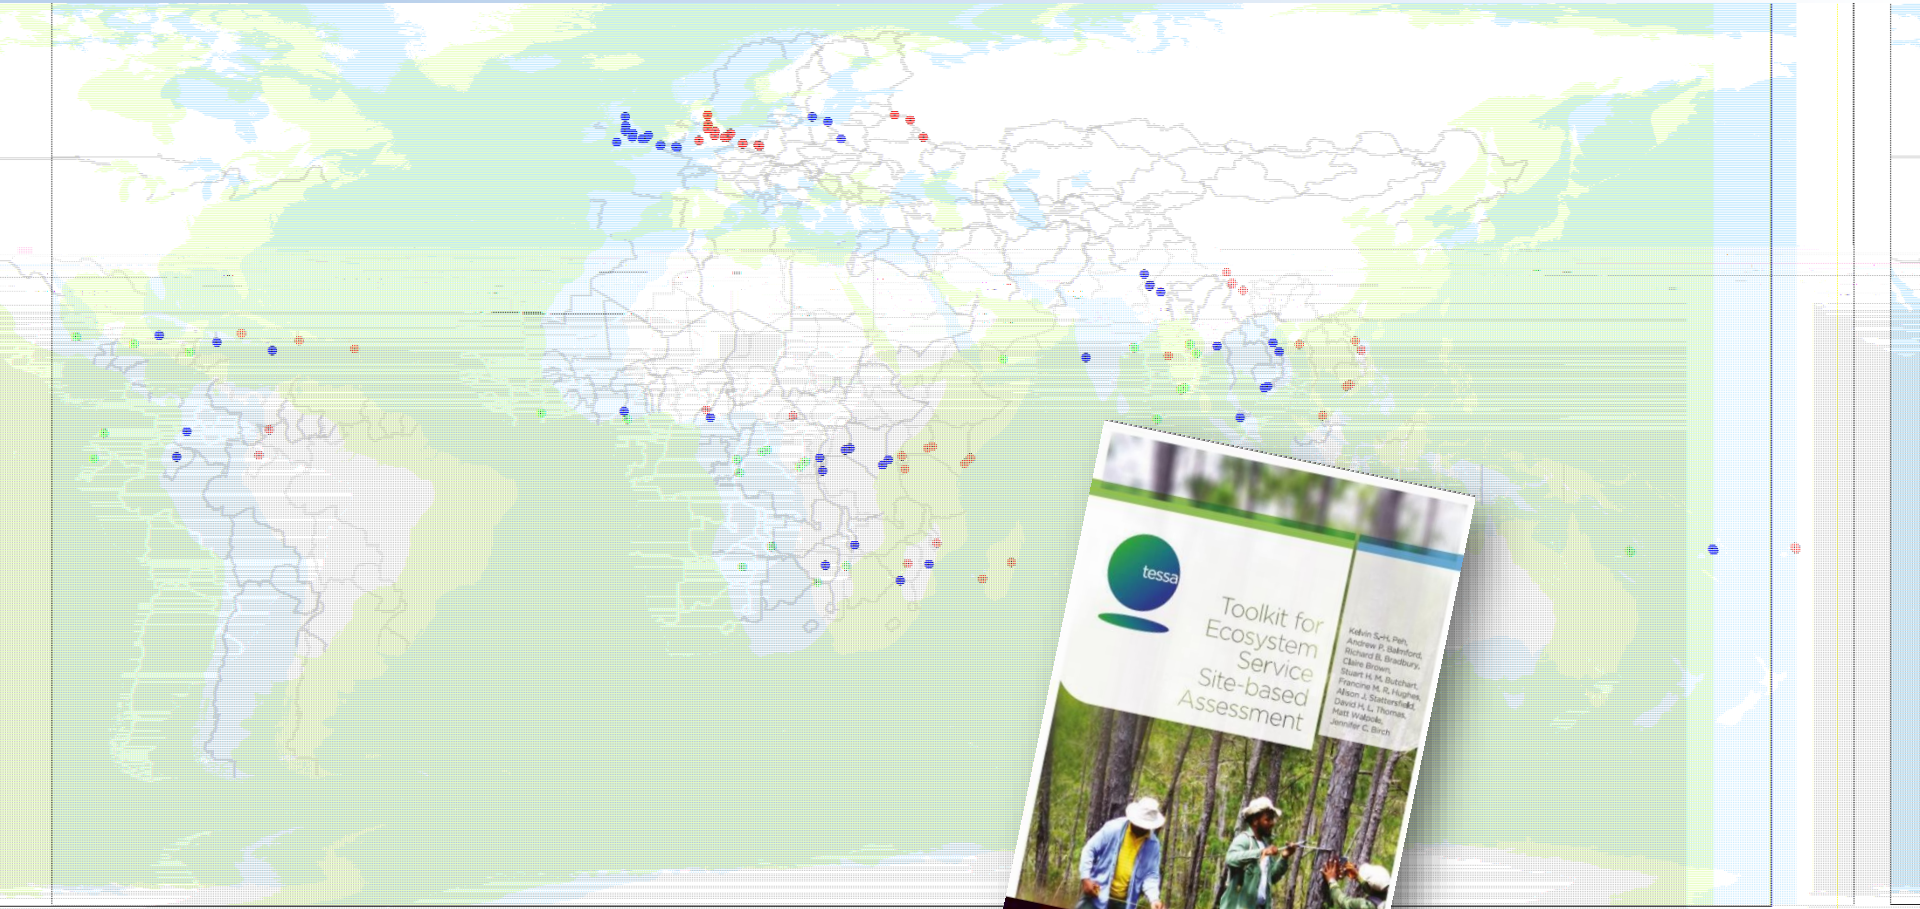 tessa
Toolkit for
Ecosystem
Service
Site-based
Assessment
Kelvin S.-H. Peh,
Andrew P. Balmford,
Richard B. Bradbury,
Claire Brown,
Stuart H. M. Butchart,
Francine M. R. Hughes,
Alison J. Stattersfield,
David H. L. Thomas,
Matt Walpole,
Jennifer C. Birch